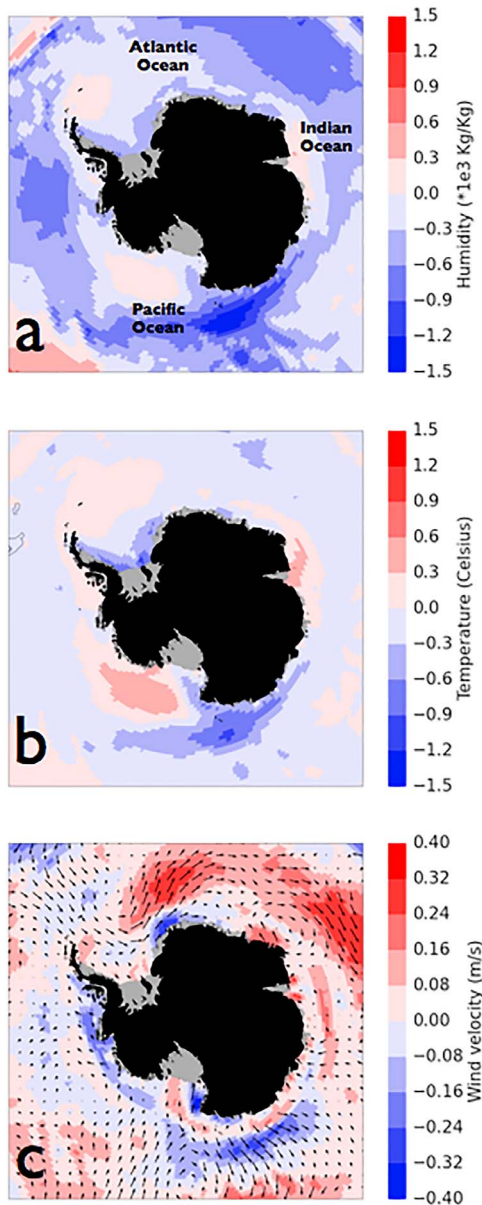 Atlantic
Ocean
Indian
Ocean
Pacific
Ocean
a
1.5
1.2
0.9
0.6
0.3
0.0
−0.3
−0.6
−0.9
−1.2
−1.5
Humidity (*1e3 Kg/Kg)
b
1.5
1.2
0.9
0.6
0.3
0.0
−0.3
−0.6
−0.9
−1.2
−1.5
Temperature (Celsius)
c
0.40
0.32
0.24
0.16
0.08
0.00
−0.08
−0.16
−0.24
−0.32
−0.40
Wind velocity (m/s)